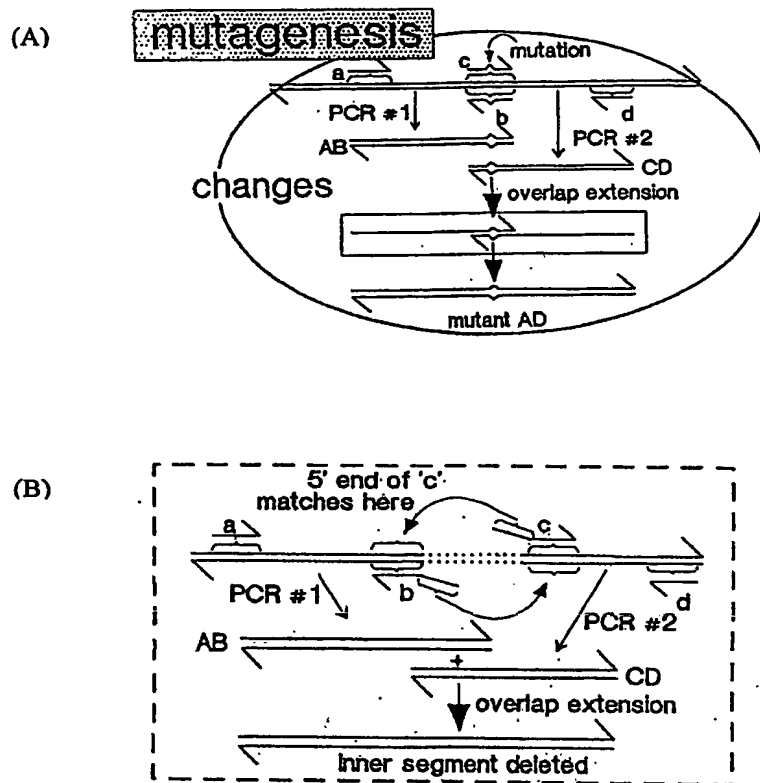 (A)
mutagenesis
mutation
a
c
b
d
PCR #1
PCR #2
AB
CD
changes
overlap extension
mutant AD
(B)
5' end of 'c'
matches here
a
c
b
d
PCR #1
PCR #2
AB
+
CD
overlap extension
Inner segment deleted